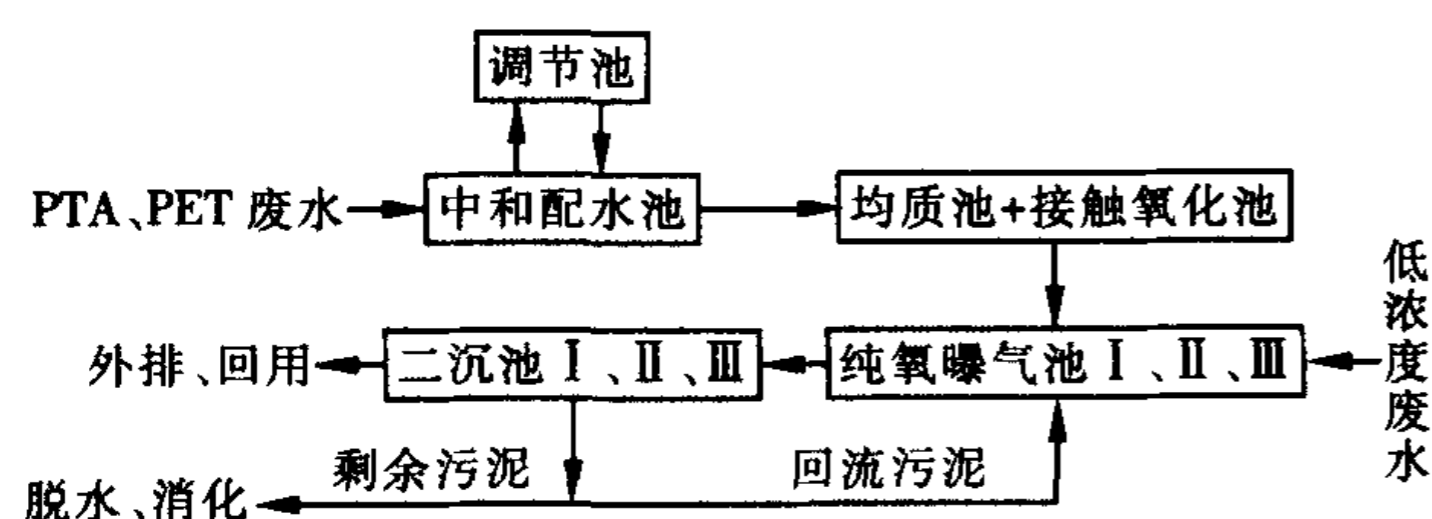 调节池
PTA、PET 废水
中和配水池
均质池+接触氧化池
低浓度废水
外排、回用
二沉池 Ⅰ、Ⅱ、Ⅲ
纯氧曝气池 Ⅰ、Ⅱ、Ⅲ
剩余污泥
回流污泥
脱水、消化